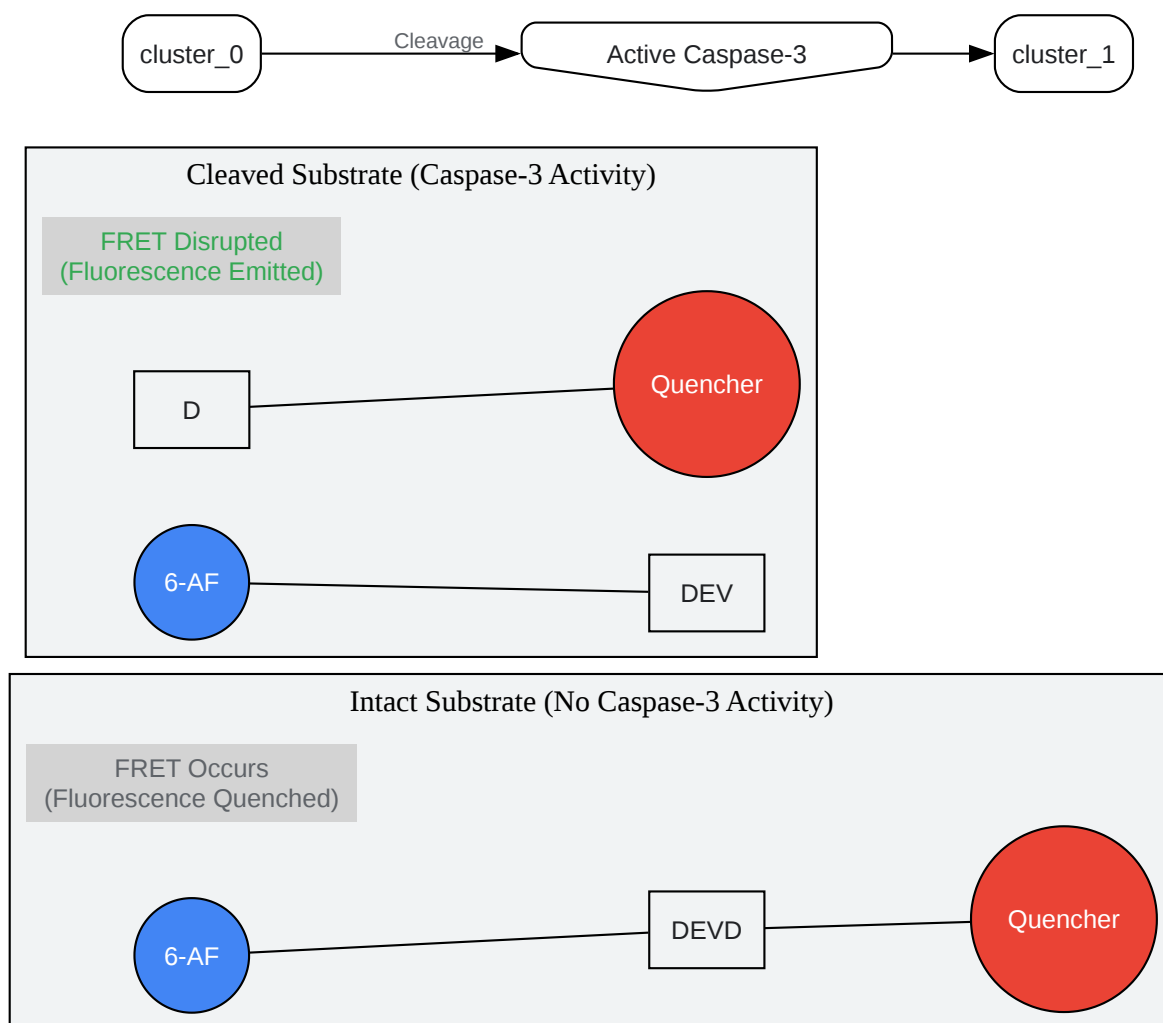 cluster_0
Cleavage
Active Caspase-3
cluster_1
Cleaved Substrate (Caspase-3 Activity)
FRET Disrupted
(Fluorescence Emitted)
Quencher
D
6-AF
DEV
Intact Substrate (No Caspase-3 Activity)
FRET Occurs
(Fluorescence Quenched)
6-AF
DEVD
Quencher